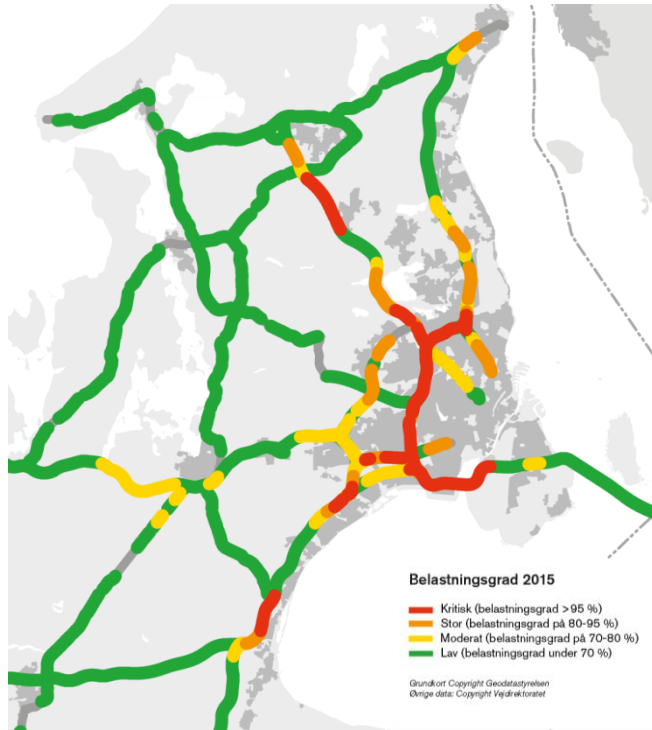 Belastningsgrad 2015
Kritisk (belastningsgrad >95 %)
Stor (belastningsgrad på 80-95 %)
Moderat (belastningsgrad på 70-80 %)
Lav (belastningsgrad under 70 %)
Grundkort Copyright Geodatastyrelsen
Øvrige data: Copyright Vejdirektoratet